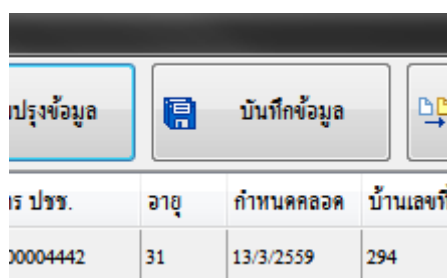 ปรุงข้อมูล บันทึกข้อมูล
ปชช. อายุ กำหนดคลอด บ้านเลขที่
00004442 31 13/3/2559 294